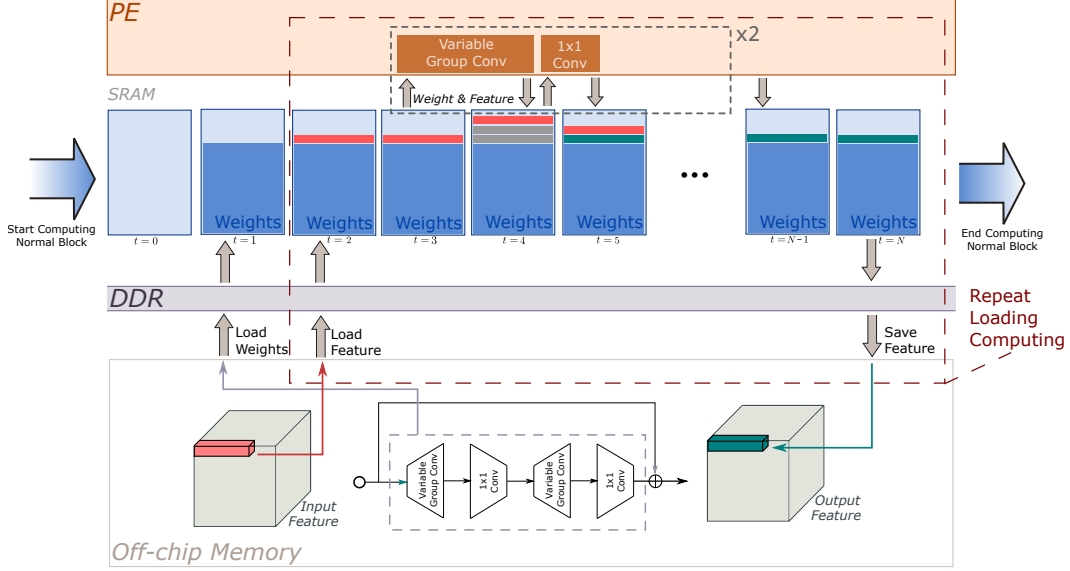 PE
x2
Variable
Group Conv
1x1
Conv
SRAM
Weight & Feature
Start Computing
Normal Block
Weights
Weights
Weights
Weights
Weights
...
Weights
Weights
t = 0
t = 1
t = 2
t = 3
t = 4
t = 5
t = N - 1
t = N
End Computing
Normal Block
DDR
Repeat
Loading
Computing
Load
Weights
Load
Feature
Save
Feature
Input
Feature
Variable
Group Conv
1x1
Conv
Variable
Group Conv
1x1
Conv
Output
Feature
Off-chip Memory